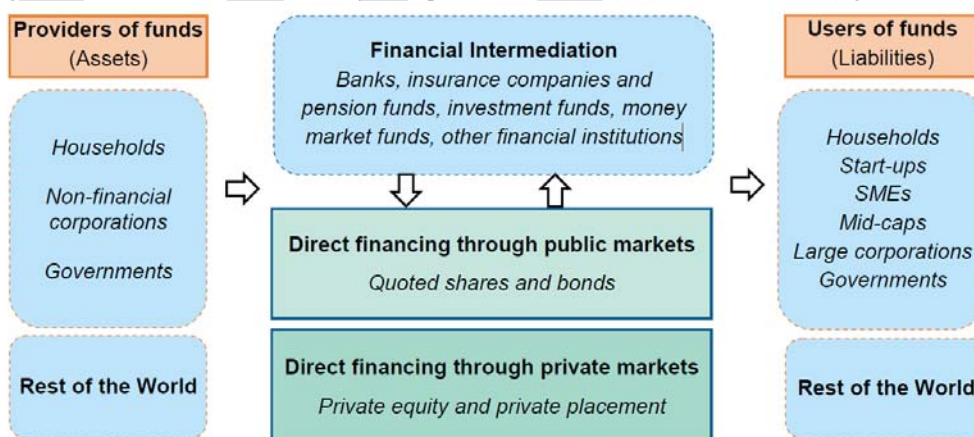 Providers of funds
(Assets)
Households
Non-financial
corporations
Governments
Rest of the World
Financial Intermediation
Banks, insurance companies and
pension funds, investment funds, money
market funds, other financial institutions
Direct financing through public markets
Quoted shares and bonds
Direct financing through private markets
Private equity and private placement
Users of funds
(Liabilities)
Households
Start-ups
SMEs
Mid-caps
Large corporations
Governments
Rest of the World